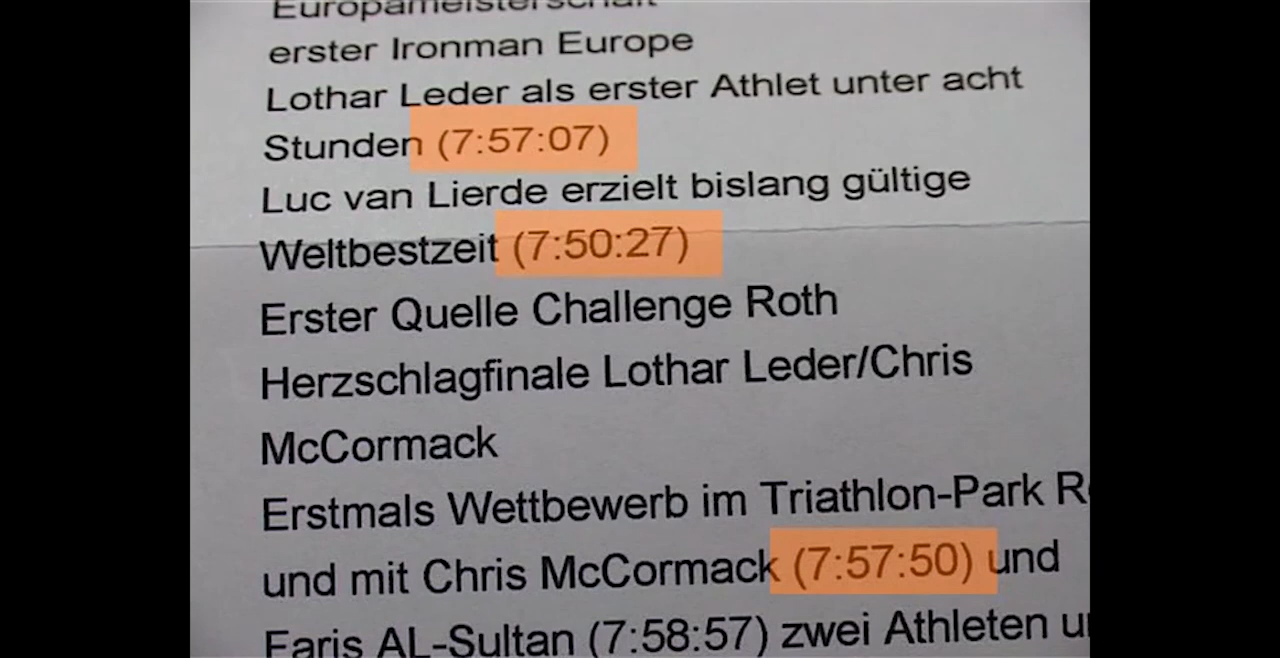 Europameisterschaft
erster Ironman Europe
Lothar Leder als erster Athlet unter acht
Stunden (7:57:07)
Luc van Lierde erzielt bislang gültige
Weltbestzeit (7:50:27)
Erster Quelle Challenge Roth
Herzschlagfinale Lothar Leder/Chris
McCormack
Erstmals Wettbewerb im Triathlon-Park
und mit Chris McCormack (7:57:50) und
Faris AL-Sultan (7:58:57) zwei Athleten